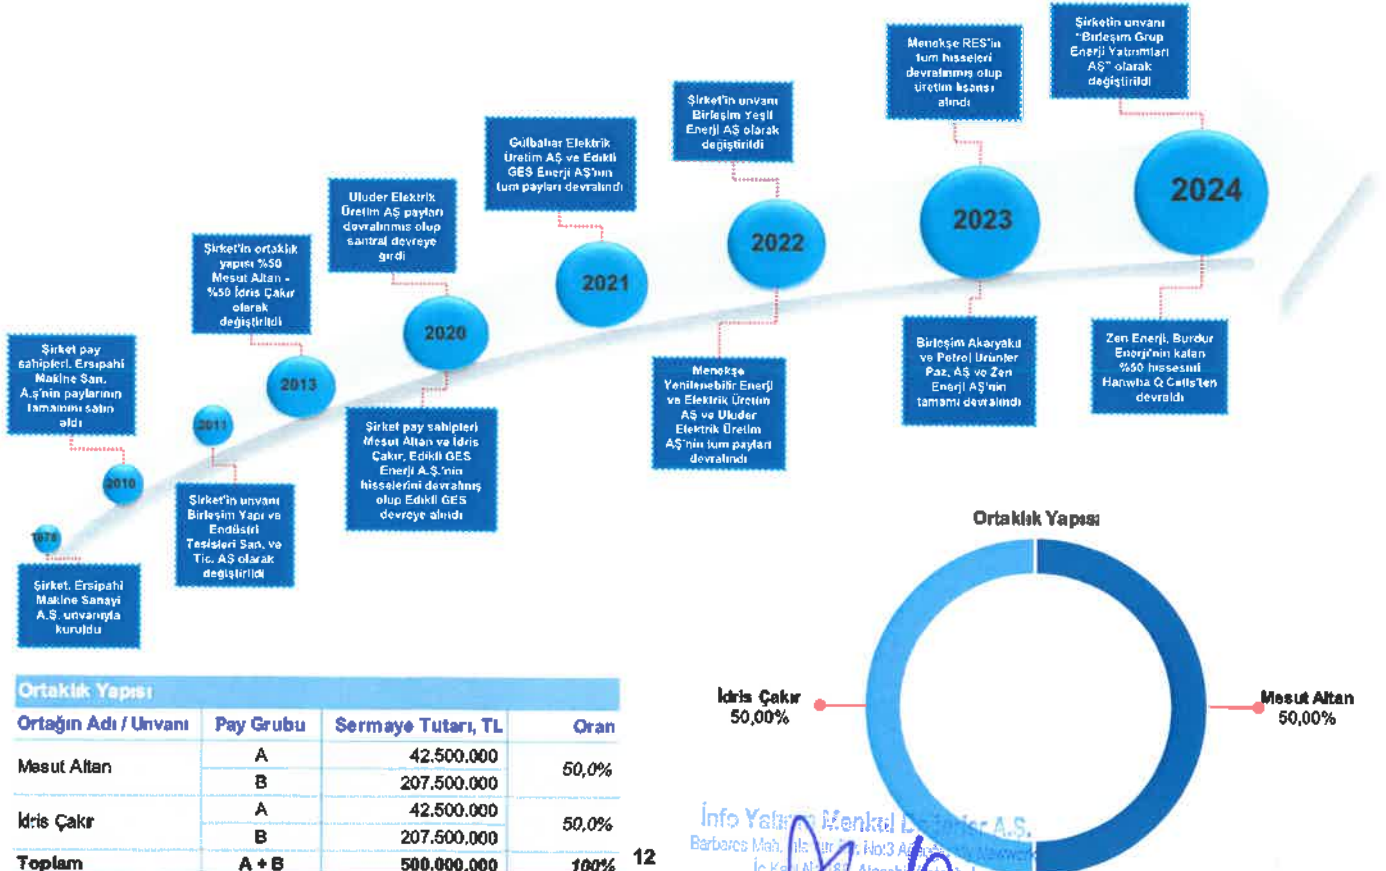 Şirketin unvanı
"Birleşim Grup
Enerji Yatırımları
AŞ" olarak
değiştirildi
Menekşe RES'in
tüm hisseleri
devralınmış olup
üretim lisansı
alındı
Şirket'in unvanı
Birleşim Yeşil
Enerji AŞ olarak
değiştirildi
Gülbahar Elektrik
Üretim AŞ ve Edikli
GES Enerji AŞ'nin
tüm payları devralındı
Uluder Elektrik
Üretim AŞ payları
devralınmış olup
santral devreye
girdi
Şirket'in ortaklık
yapısı %50
Mesut Altan -
%50 İdris Çakır
olarak
değiştirildi
Şirket pay
sahipleri, Ersipahi
Makine San.
A.ş'nin paylarının
tamamını satın
aldı
2024
2023
2022
2021
2020
2013
2011
2010
Şirket, Ersipahi
Makine Sanayi
A.Ş. unvanıyla
kuruldu
Şirket'in unvanı
Birleşim Yapı ve
Endüstri
Tesisleri San. ve
Tic. AŞ olarak
değiştirildi
Şirket pay sahipleri
Mesut Altan ve İdris
Çakır, Edikli GES
Enerji A.Ş.'nin
hisselerini devralmış
olup Edikli GES
devreye alındı
Menekşe
Yenilenebilir Enerji
ve Elektrik Üretim
AŞ ve Uluder
Elektrik Üretim
AŞ'nin tüm payları
devralındı
Birleşim Akaryakıt
ve Petrol Ürünler
Paz. AŞ ve Zen
Enerji AŞ'nin
tamamı devralındı
Zen Enerji, Burdur
Enerji'nin kalan
%50 hissesini
Hanwha Q Cells'ten
devraldı
Ortaklık Yapısı
İdris Çakır
50,00%
Mesut Altan
50,00%
Ortaklık Yapısı
Ortağın Adı / Unvanı Pay Grubu Sermaye Tutarı, TL Oran
Mesut Altan A 42.500.000 50,0%
B 207.500.000
İdris Çakır A 42.500.000 50,0%
B 207.500.000
Toplam A + B 500.000.000 100%
12
İnfo Yatırım Menkul Değerler A.Ş.
Barbaros Mah. No:3